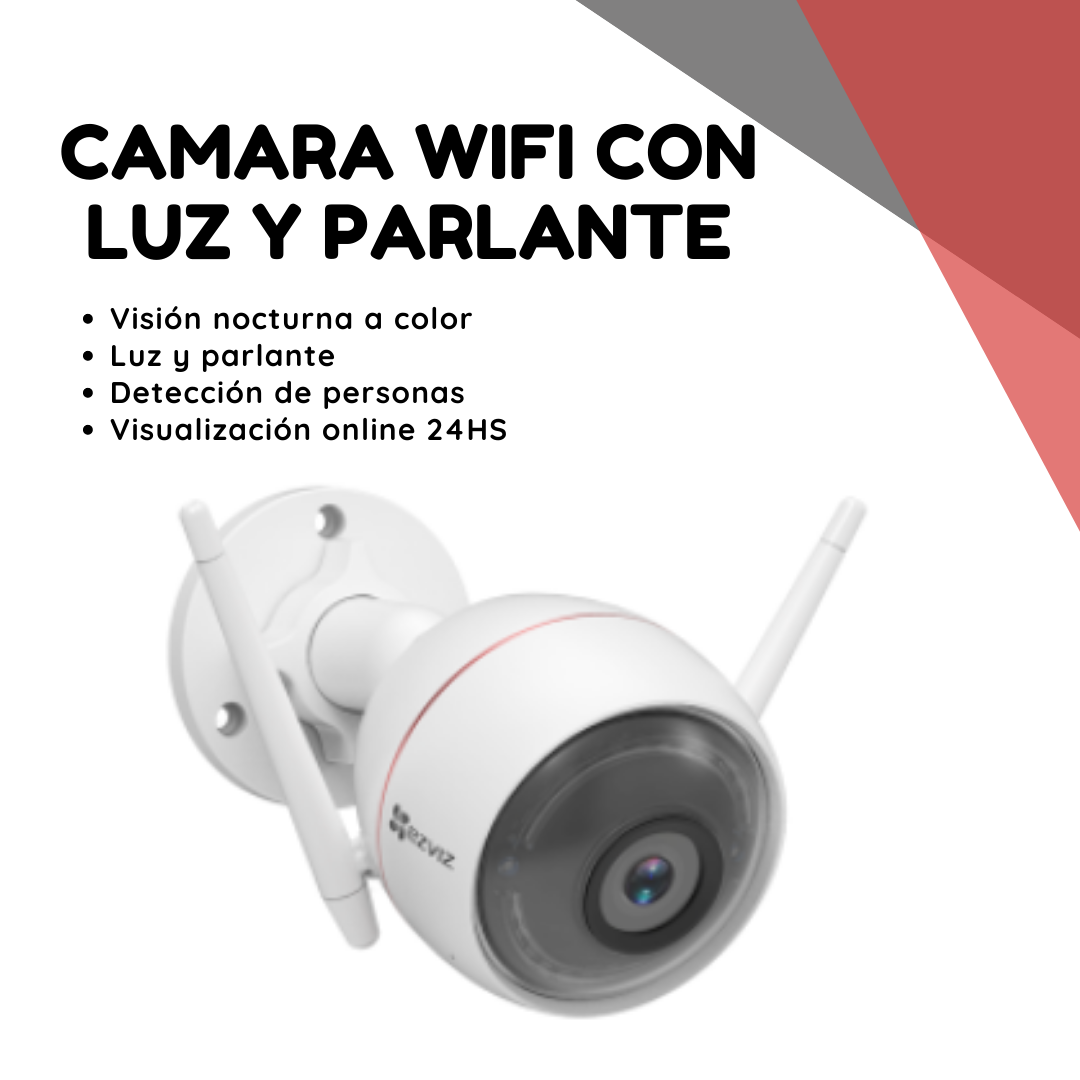 CAMARA WIFI CON
LUZ Y PARLANTE
• Visión nocturna a color
• Luz y parlante
• Detección de personas
• Visualización online 24HS
ezviz